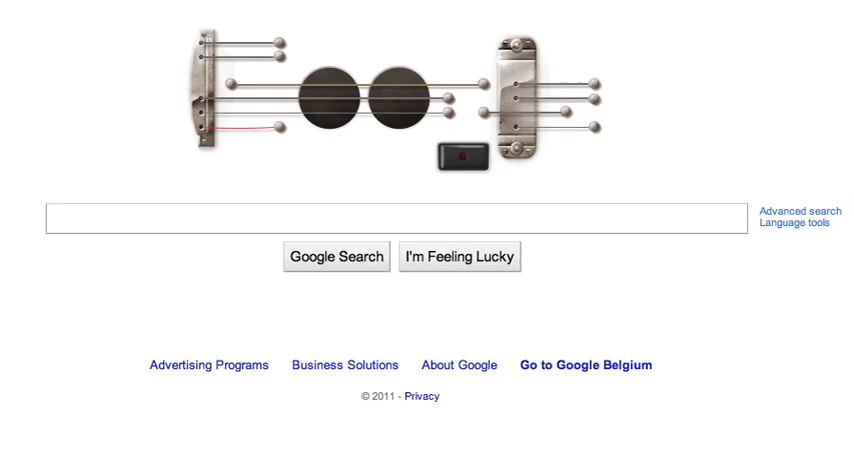 Advanced search
Language tools
Google Search
I'm Feeling Lucky
Advertising Programs
Business Solutions
About Google
Go to Google Belgium
© 2011 - Privacy